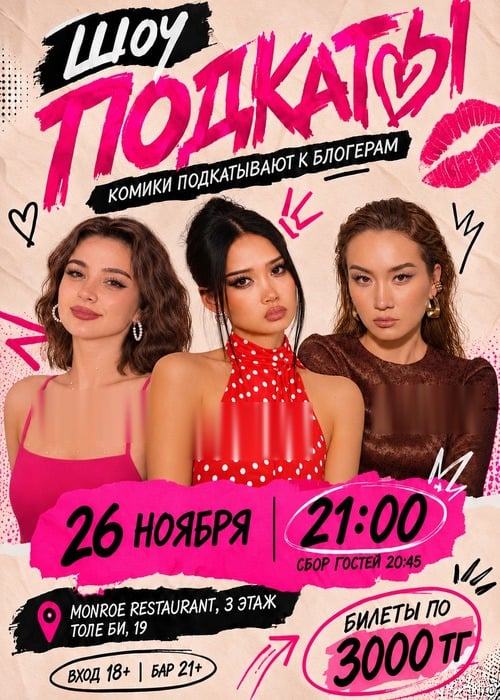 ШОУ
ПОДКАТЫ
КОМИКИ ПОДКАТЫВАЮТ К БЛОГЕРАМ
26 НОЯБРЯ
21:00
СБОР ГОСТЕЙ 20:45
MONROE RESTAURANT, 3 ЭТАЖ
ТОЛЕ БИ, 19
ВХОД 18+ | БАР 21+
БИЛЕТЫ ПО
3000 ТГ